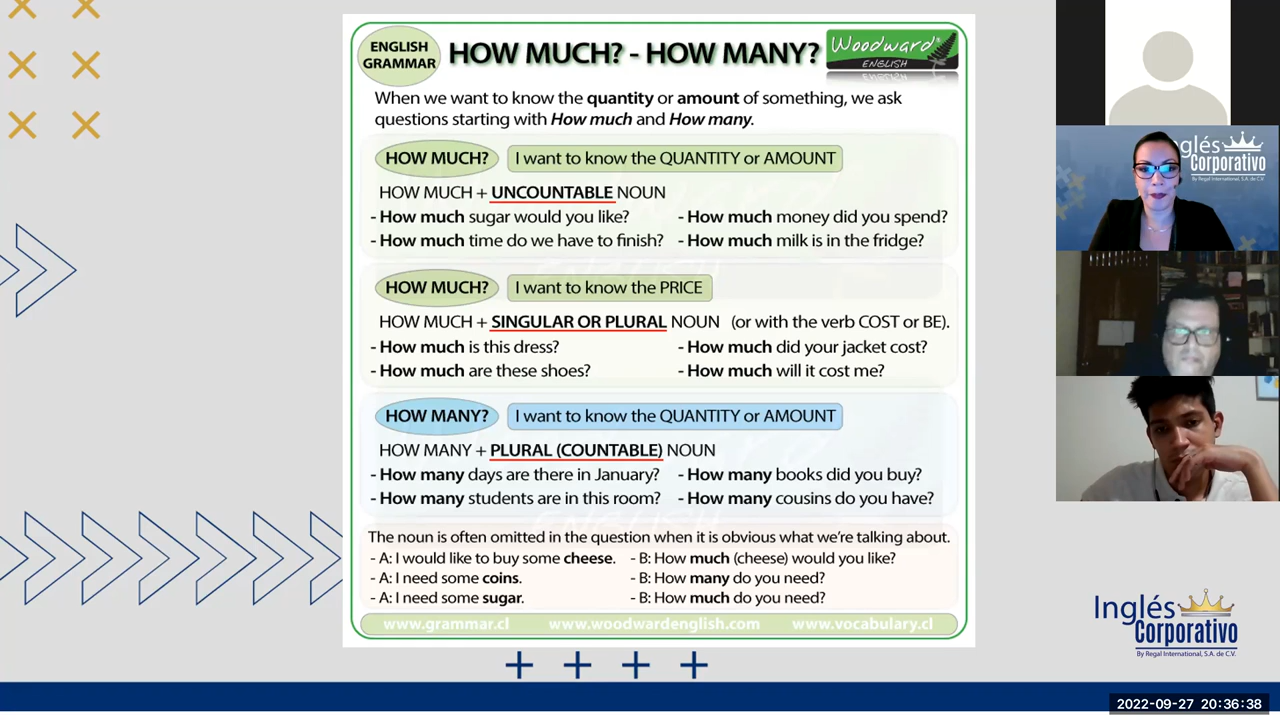 ENGLISH
GRAMMAR
HOW MUCH? - HOW MANY?
Woodward®
ENGLISH
When we want to know the quantity or amount of something, we ask
questions starting with How much and How many.
HOW MUCH? I want to know the QUANTITY or AMOUNT
HOW MUCH + UNCOUNTABLE NOUN
- How much sugar would you like? - How much money did you spend?
- How much time do we have to finish? - How much milk is in the fridge?
HOW MUCH? I want to know the PRICE
HOW MUCH + SINGULAR OR PLURAL NOUN (or with the verb COST or BE).
- How much is this dress? - How much did your jacket cost?
- How much are these shoes? - How much will it cost me?
HOW MANY? I want to know the QUANTITY or AMOUNT
HOW MANY + PLURAL (COUNTABLE) NOUN
- How many days are there in January? - How many books did you buy?
- How many students are in this room? - How many cousins do you have?
The noun is often omitted in the question when it is obvious what we're talking about.
- A: I would like to buy some cheese. - B: How much (cheese) would you like?
- A: I need some coins. - B: How many do you need?
- A: I need some sugar. - B: How much do you need?
www.grammar.cl www.woodwardenglish.com www.vocabulary.cl
glés
Corporativo
By Regal International, S.A. de C.V.
Inglés
Corporativo
By Regal International, S.A. de C.V.
2022-09-27 20:36:38